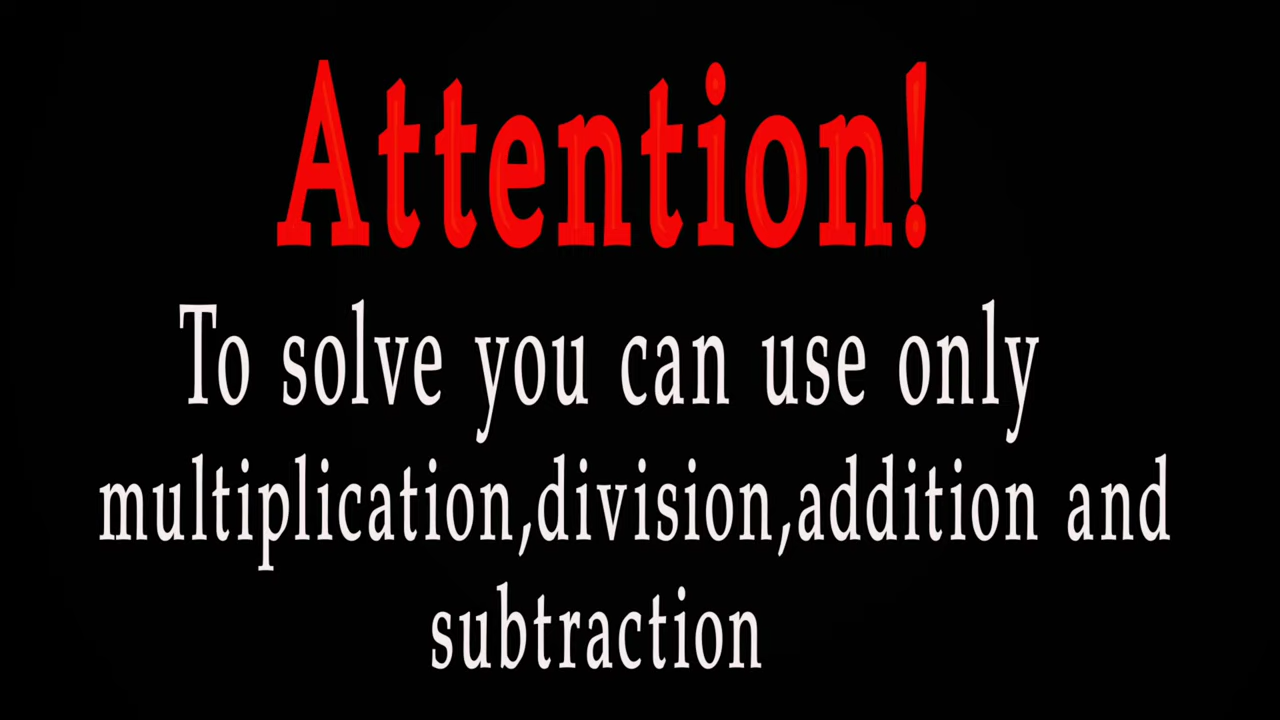 Attention!
To solve you can use only
multiplication,division,addition and
subtraction